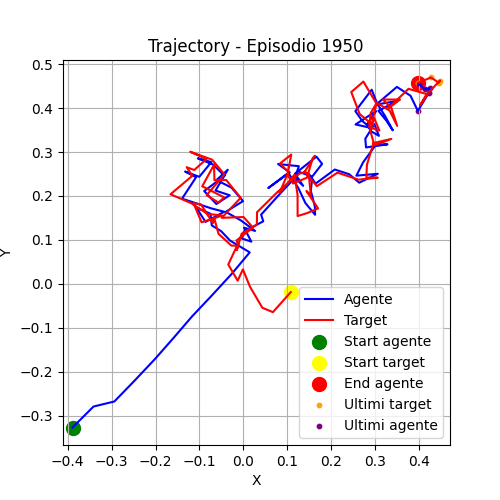 Trajectory - Episodio 1950
0.5
0.4
0.3
0.2
0.1
0.0
−0.1
−0.2
−0.3
Y
−0.4 −0.3 −0.2 −0.1 0.0 0.1 0.2 0.3 0.4
X
Agente
Target
Start agente
Start target
End agente
Ultimi target
Ultimi agente